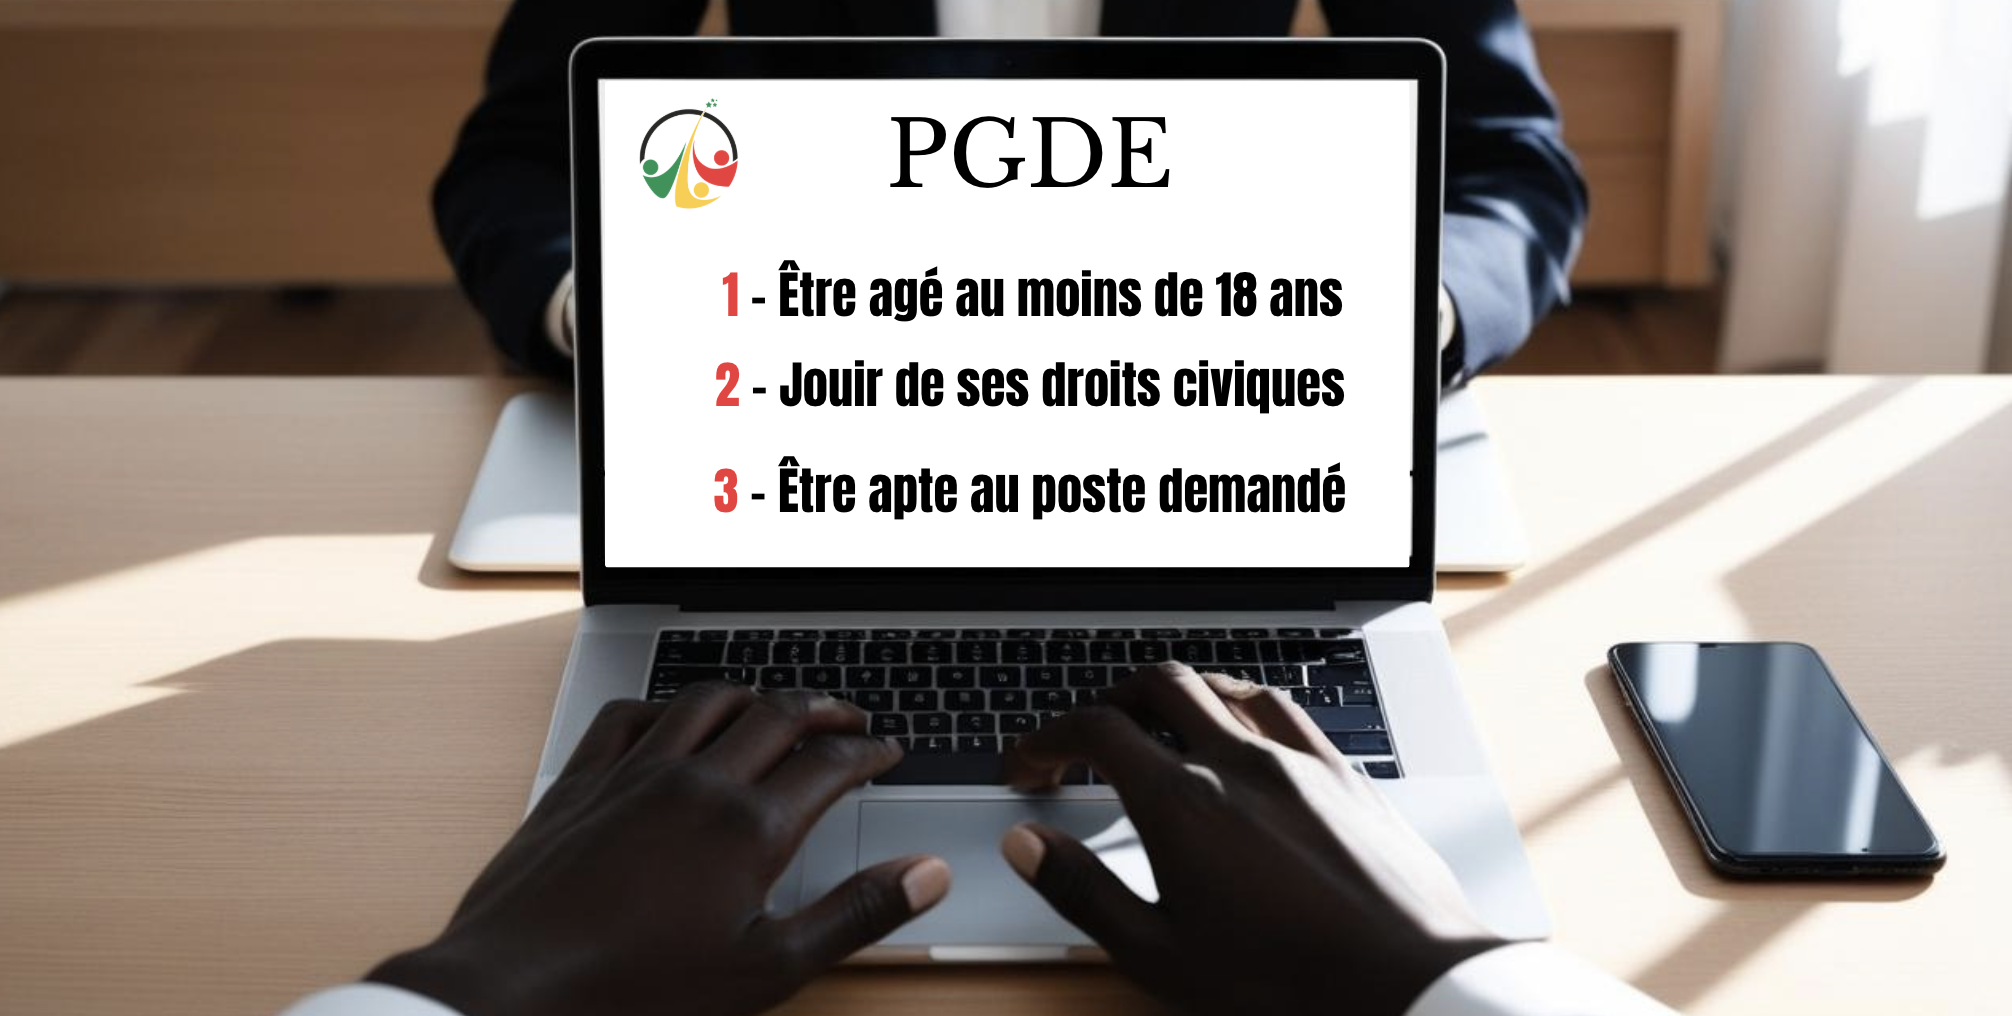 PGDE
1 - Être agé au moins de 18 ans
2 - Jouir de ses droits civiques
3 - Être apte au poste demandé